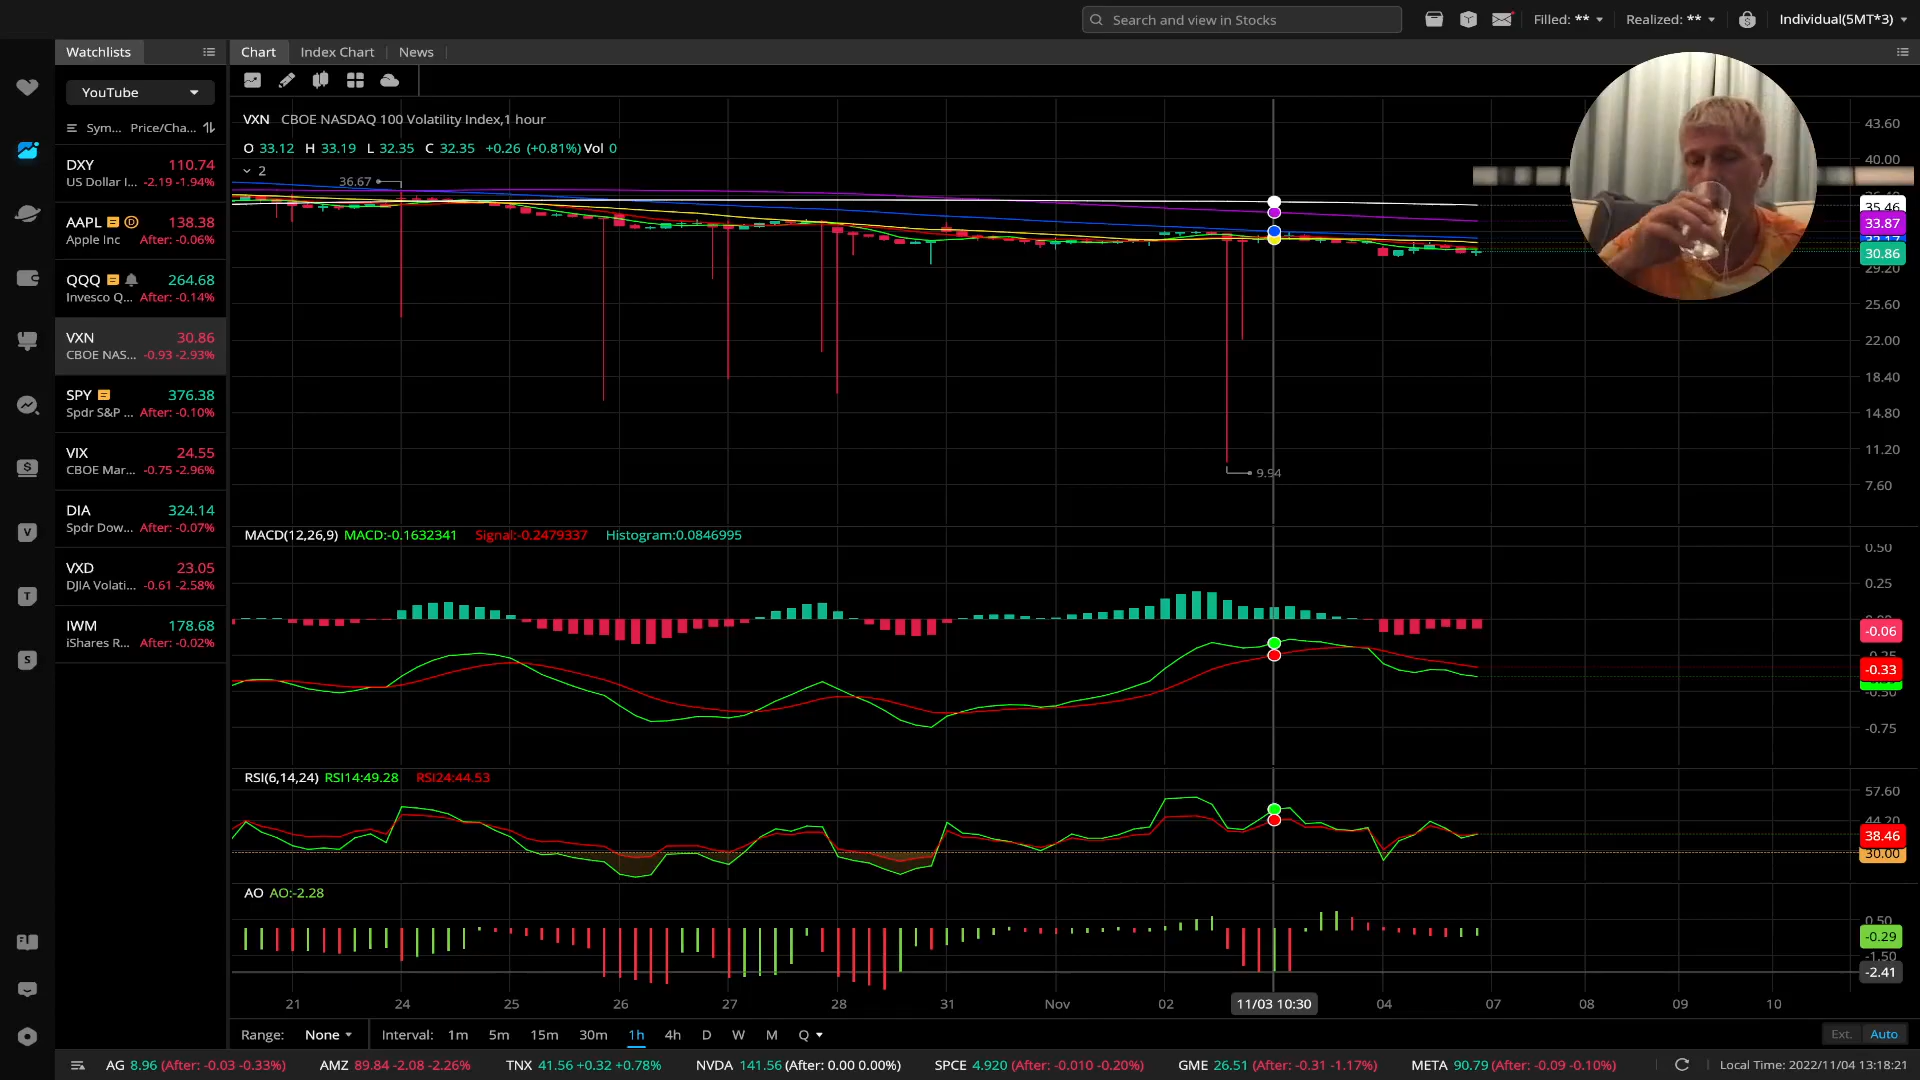 Search and view in Stocks
Filled: **
Realized: **
Individual(5MT*3)
Watchlists
Chart
Index Chart
News
YouTube
Sym... Price/Cha...
DXY 110.74
US Dollar I... -2.19 -1.94%
AAPL 138.38
Apple Inc After: -0.06%
QQQ 264.68
Invesco Q... After: -0.14%
VXN 30.86
CBOE NAS... -0.93 -2.93%
SPY 376.38
Spdr S&P ... After: -0.10%
VIX 24.55
CBOE Mar... -0.75 -2.96%
DIA 324.14
Spdr Dow... After: -0.07%
VXD 23.05
DJIA Volati... -0.61 -2.58%
IWM 178.68
iShares R... After: -0.02%
VXN CBOE NASDAQ 100 Volatility Index,1 hour
O 33.12 H 33.19 L 32.35 C 32.35 +0.26 (+0.81%) Vol 0
2
36.67
9.94
43.60
40.00
35.46
33.87
30.86
29.20
25.60
22.00
18.40
14.80
11.20
7.60
MACD(12,26,9) MACD:-0.1632341 Signal:-0.2479337 Histogram:0.0846995
0.50
0.25
-0.06
-0.33
-0.50
-0.75
RSI(6,14,24) RSI14:49.28 RSI24:44.53
57.60
44.20
38.46
30.00
AO AO:-2.28
0.50
-0.29
-1.50
-2.41
21 24 25 26 27 28 31 Nov 02 11/03 10:30 04 07 08 09 10
Range: None Interval: 1m 5m 15m 30m 1h 4h D W M Q
Ext. Auto
AG 8.96 (After: -0.03 -0.33%) AMZ 89.84 -2.08 -2.26% TNX 41.56 +0.32 +0.78% NVDA 141.56 (After: 0.00 0.00%) SPCE 4.920 (After: -0.010 -0.20%) GME 26.51 (After: -0.31 -1.17%) META 90.79 (After: -0.09 -0.10%) Local Time: 2022/11/04 13:18:21